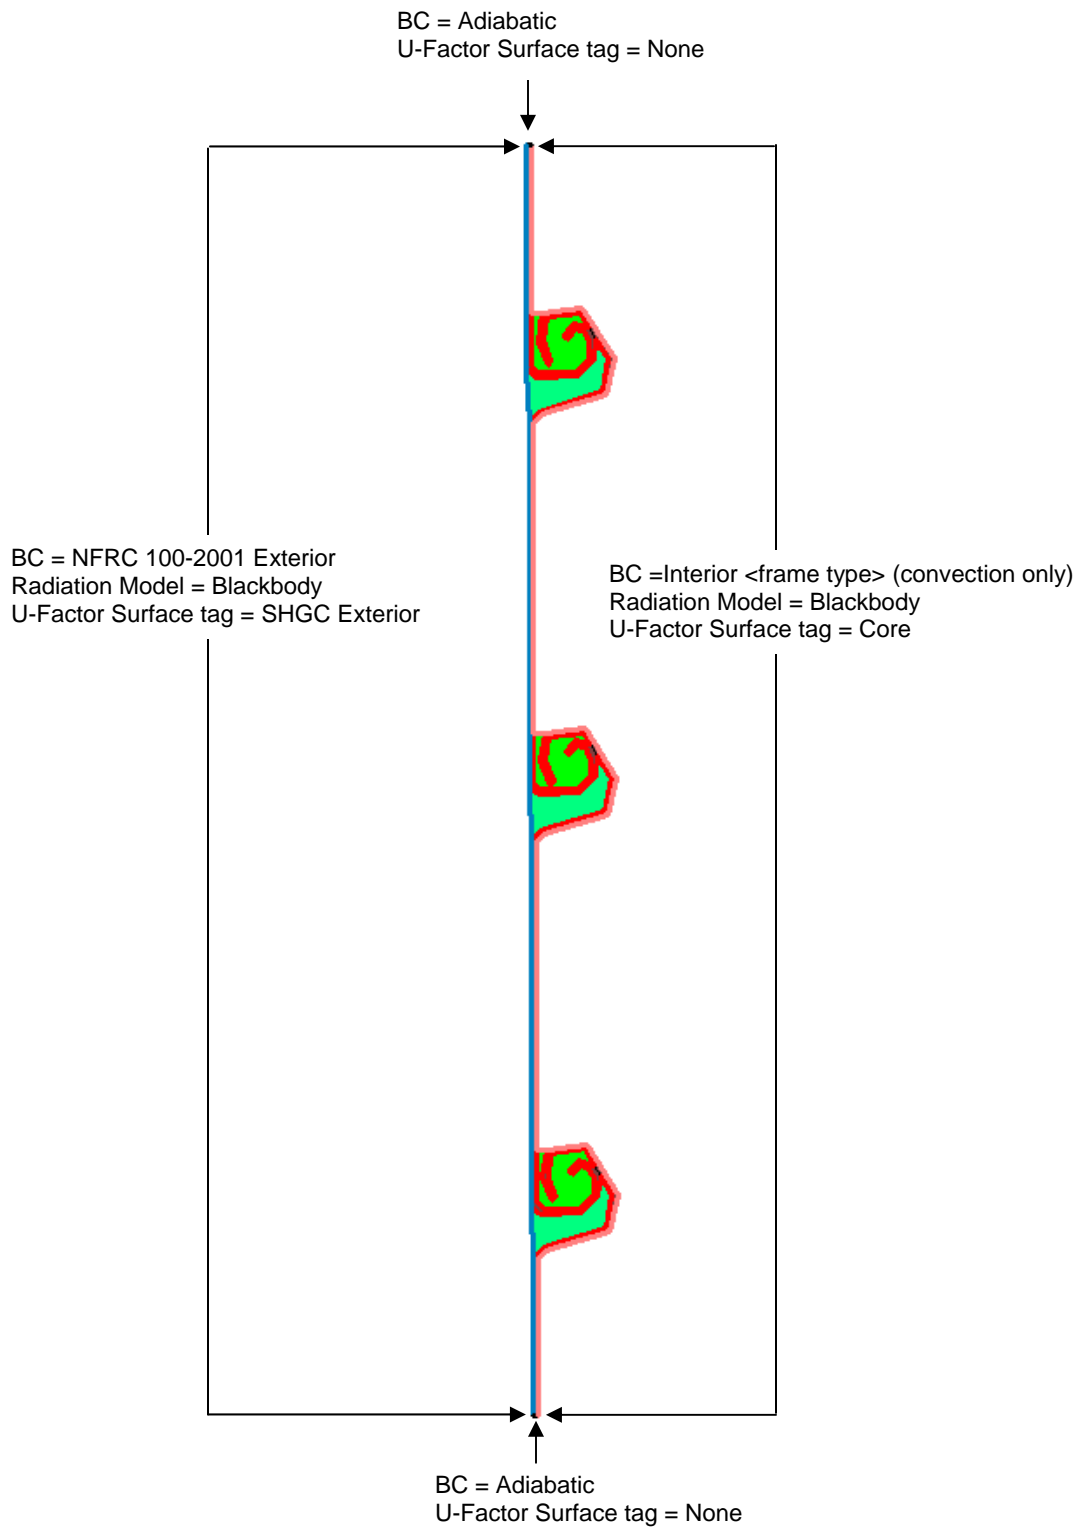 BC = Adiabatic
U-Factor Surface tag = None
BC = NFRC 100-2001 Exterior
Radiation Model = Blackbody
U-Factor Surface tag = SHGC Exterior
BC =Interior <frame type> (convection only)
Radiation Model = Blackbody
U-Factor Surface tag = Core
BC = Adiabatic
U-Factor Surface tag = None